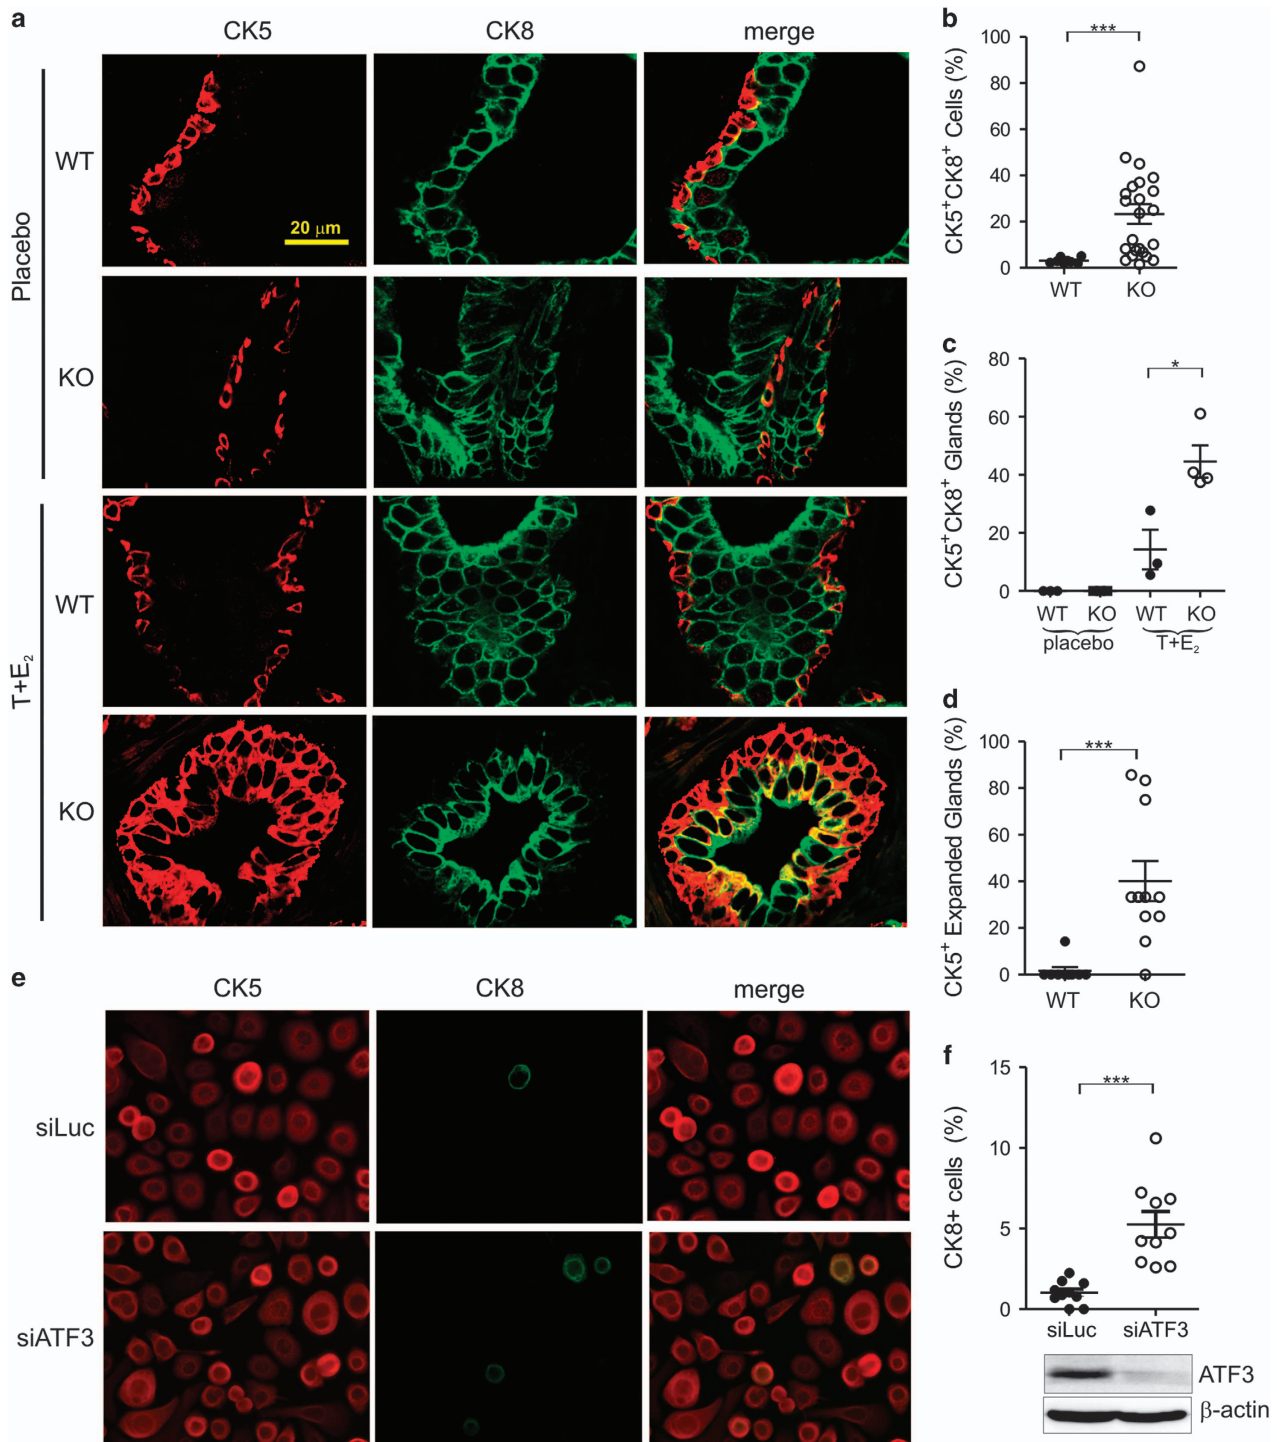 a
CK5 CK8 merge
Placebo
WT
20 μm
KO
T+E₂
WT
KO
b
CK5⁺CK8⁺ Cells (%)
100
80
60
40
20
0
***
WT KO
c
CK5⁺CK8⁺ Glands (%)
80
60
40
20
0
*
WT KO WT KO
placebo T+E₂
d
CK5⁺ Expanded Glands (%)
100
80
60
40
20
0
***
WT KO
e
CK5 CK8 merge
siLuc
siATF3
f
CK8+ cells (%)
15
10
5
0
***
siLuc siATF3
ATF3
β-actin